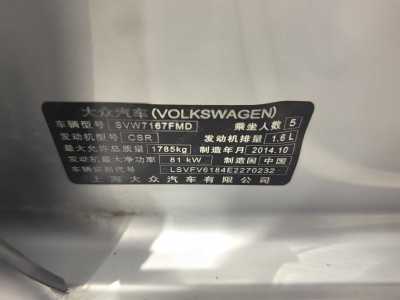 大众汽车(VOLKSWAGEN)
车辆型号 SVW7167FMD 乘坐人数 5
发动机型号 CSR 发动机排量 1.6 L
最大允许总质量 1785kg 制造年月 2014.10
发动机最大净功率 81 kW 制造国 中国
车辆识别代号 LSVFV6184E2270232
上海大众汽车有限公司